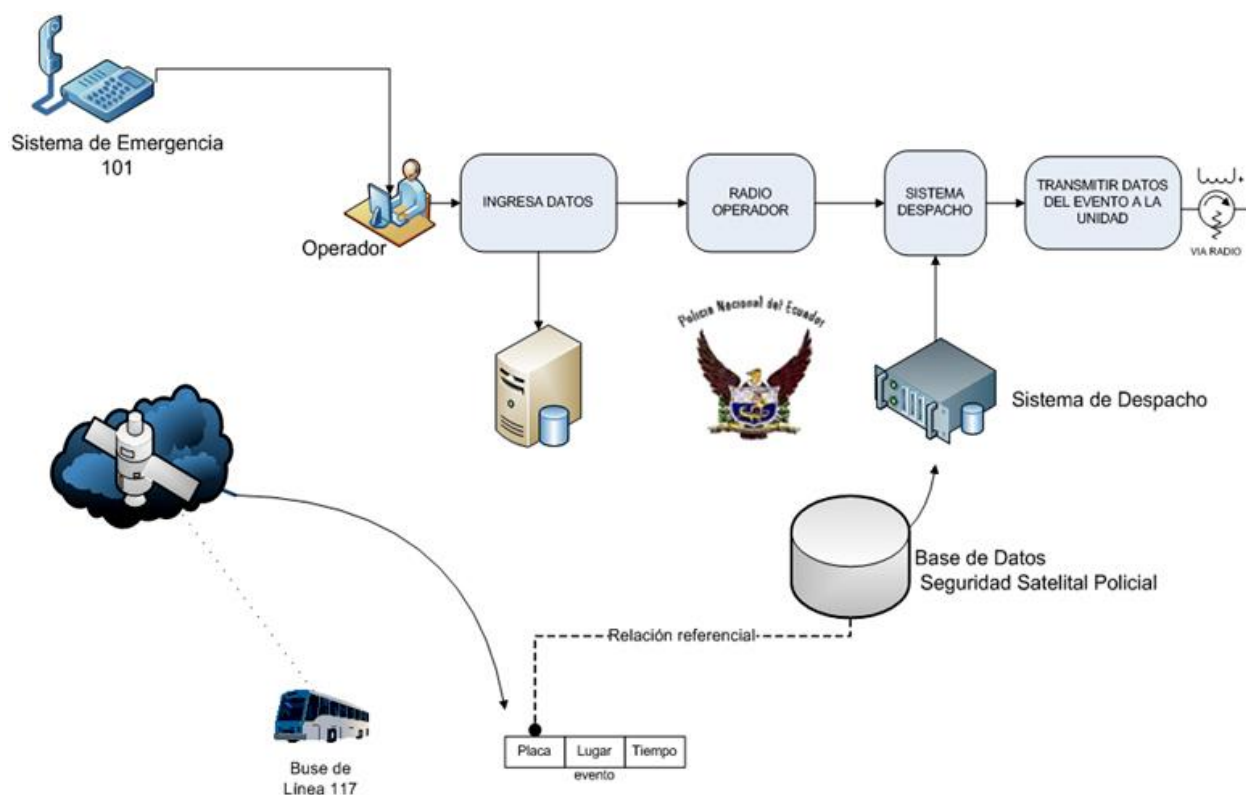 Sistema de Emergencia
101
Operador
INGRESA DATOS
RADIO
OPERADOR
SISTEMA
DESPACHO
TRANSMITIR DATOS
DEL EVENTO A LA
UNIDAD
VIA RADIO
Policia Nacional del Ecuador
Sistema de Despacho
Base de Datos
Seguridad Satelital Policial
Relación referencial
Buse de
Línea 117
Placa Lugar Tiempo
evento